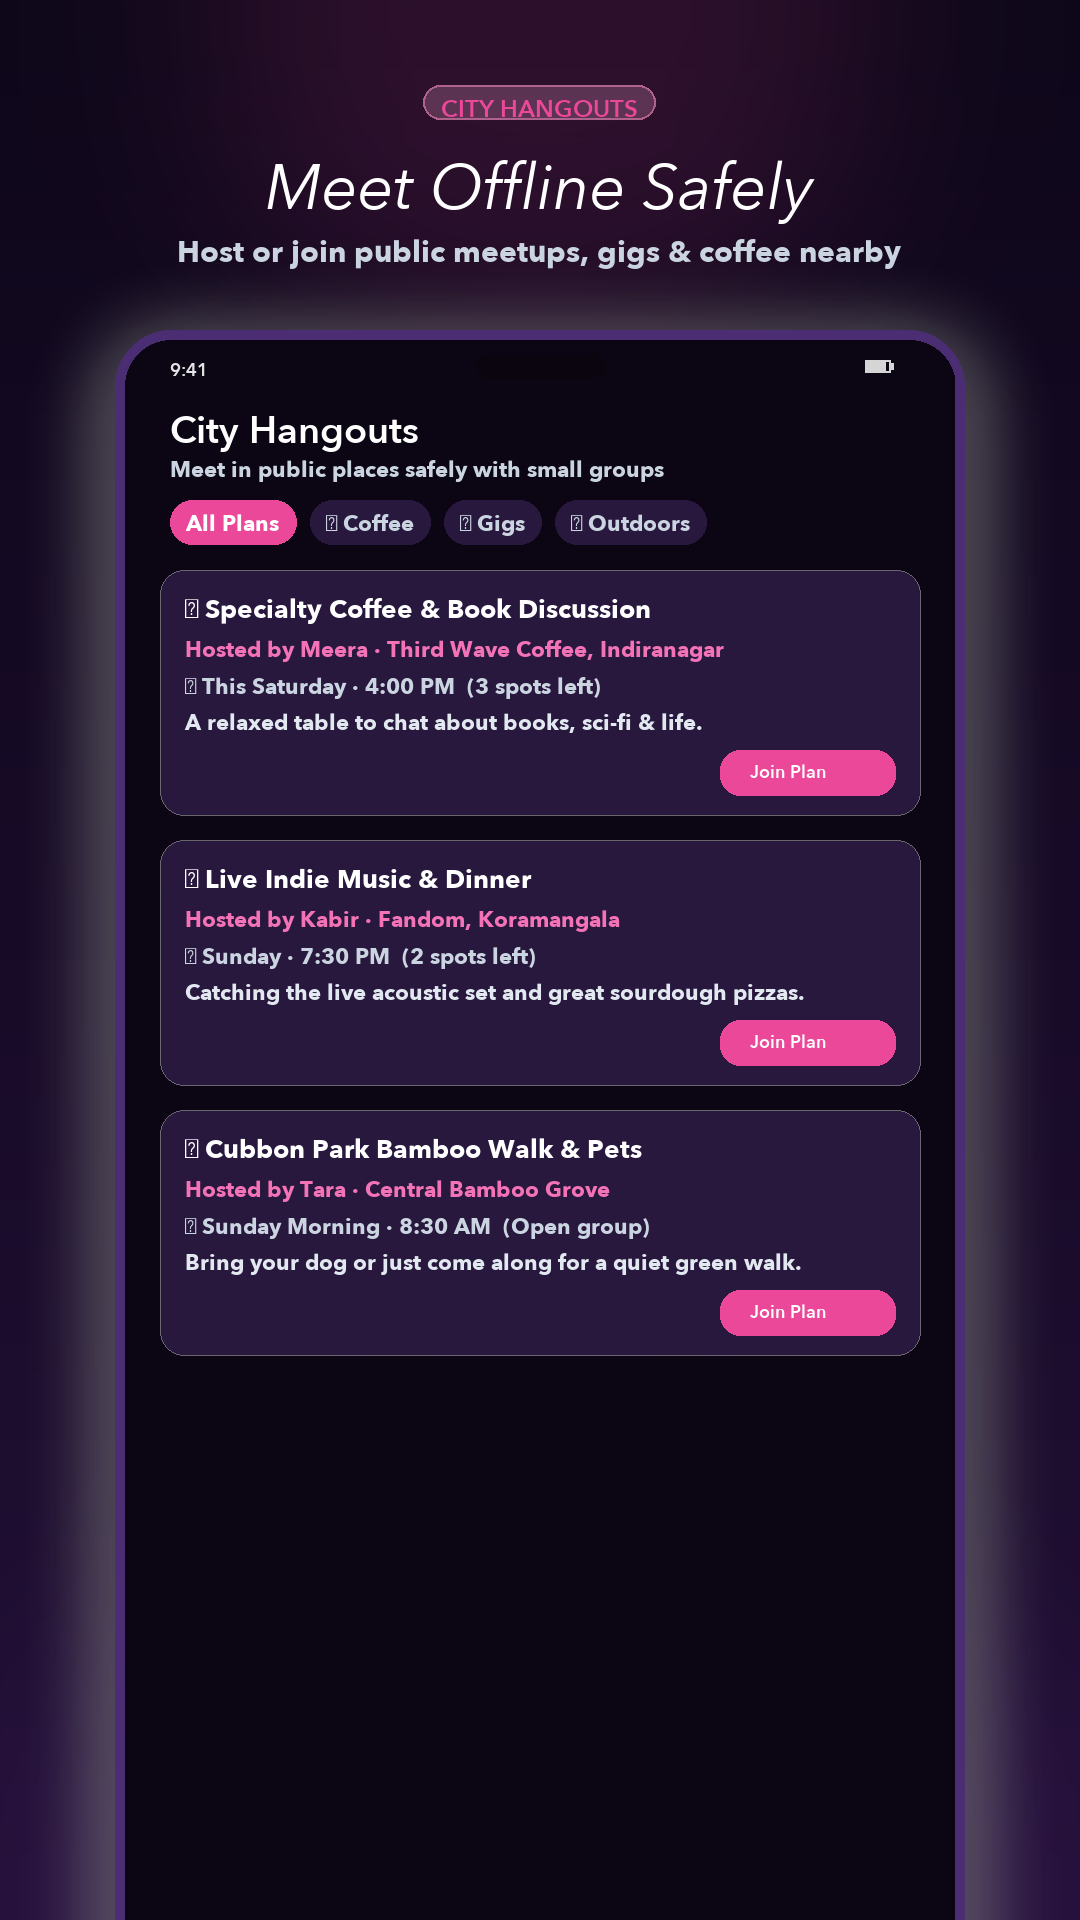 CITY HANGOUTS
Meet Offline Safely
Host or join public meetups, gigs & coffee nearby
9:41
City Hangouts
Meet in public places safely with small groups
All Plans
Coffee
Gigs
Outdoors
Specialty Coffee & Book Discussion
Hosted by Meera · Third Wave Coffee, Indiranagar
This Saturday · 4:00 PM (3 spots left)
A relaxed table to chat about books, sci-fi & life.
Join Plan
Live Indie Music & Dinner
Hosted by Kabir · Fandom, Koramangala
Sunday · 7:30 PM (2 spots left)
Catching the live acoustic set and great sourdough pizzas.
Join Plan
Cubbon Park Bamboo Walk & Pets
Hosted by Tara · Central Bamboo Grove
Sunday Morning · 8:30 AM (Open group)
Bring your dog or just come along for a quiet green walk.
Join Plan